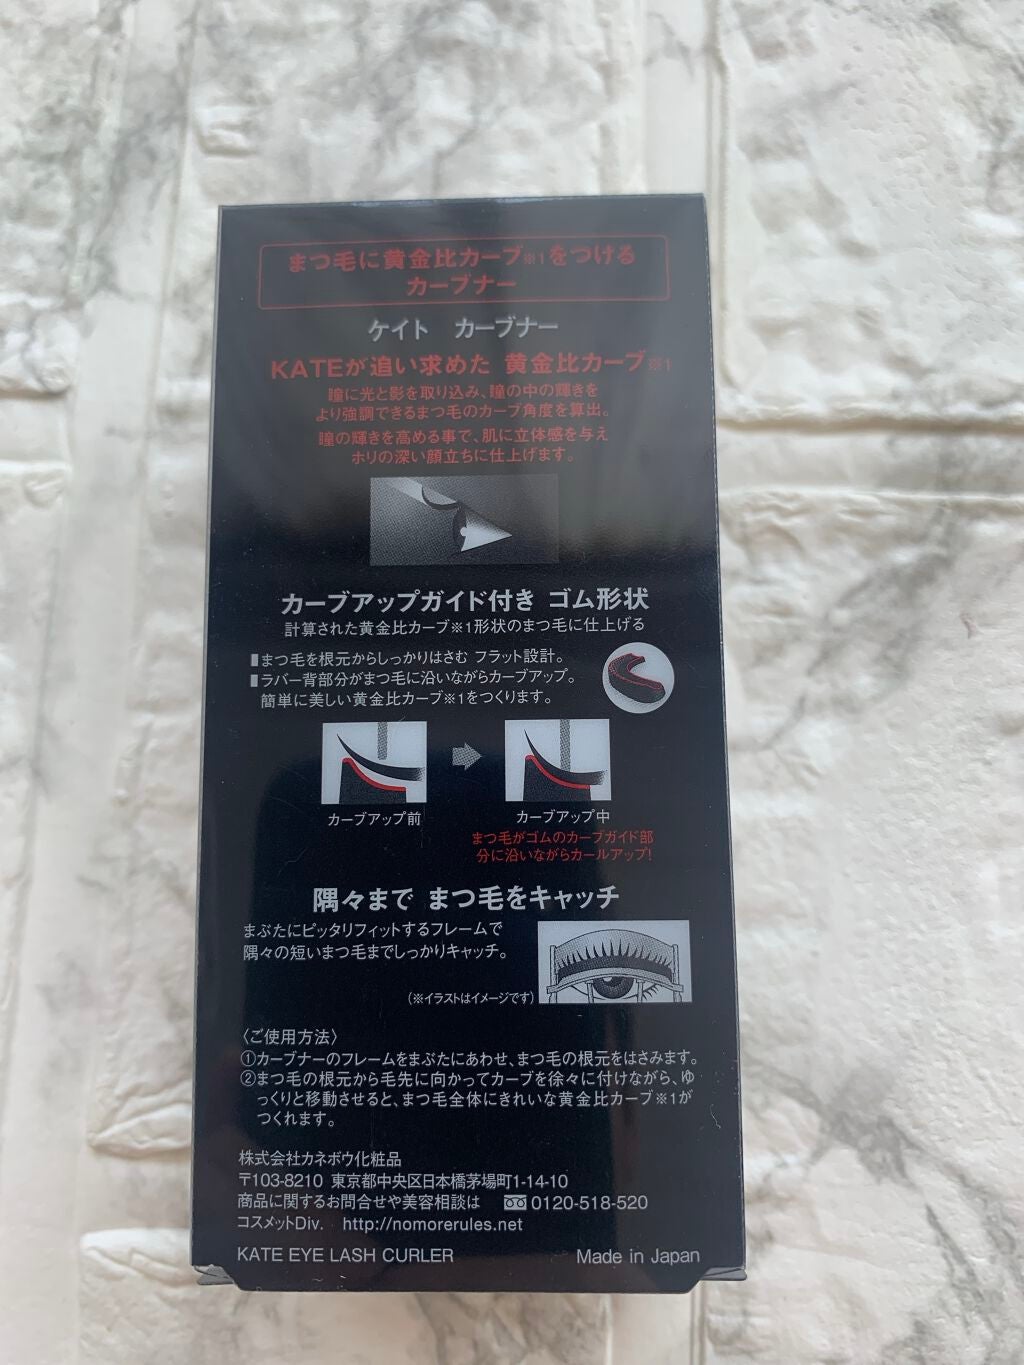 まつ毛に黄金比カーブ※1をつける
カーブナー
ケイト カーブナー
KATEが追い求めた 黄金比カーブ※1
瞳に光と影を取り込み、瞳の中の輝きを
より強調できるまつ毛のカーブ角度を算出。
瞳の輝きを高める事で、肌に立体感を与え
ホリの深い顔立ちに仕上げます。
カーブアップガイド付き ゴム形状
計算された黄金比カーブ※1形状のまつ毛に仕上げる
▮まつ毛を根元からしっかりはさむ フラット設計。
▮ラバー背部分がまつ毛に沿いながらカーブアップ。
簡単に美しい黄金比カーブ※1をつくります。
カーブアップ前
カーブアップ中
まつ毛がゴムのカーブガイド部
分に沿いながらカールアップ!
隅々まで まつ毛をキャッチ
まぶたにピッタリフィットするフレームで
隅々の短いまつ毛までしっかりキャッチ。
(※イラストはイメージです)
〈ご使用方法〉
①カーブナーのフレームをまぶたにあわせ、まつ毛の根元をはさみます。
②まつ毛の根元から毛先に向かってカーブを徐々に付けながら、ゆ
っくりと移動させると、まつ毛全体にきれいな黄金比カーブ※1が
つくれます。
株式会社カネボウ化粧品
〒103-8210 東京都中央区日本橋茅場町1-14-10
商品に関するお問合せや美容相談は 0120-518-520
コスメットDiv. http://nomorerules.net
KATE EYE LASH CURLER Made in Japan